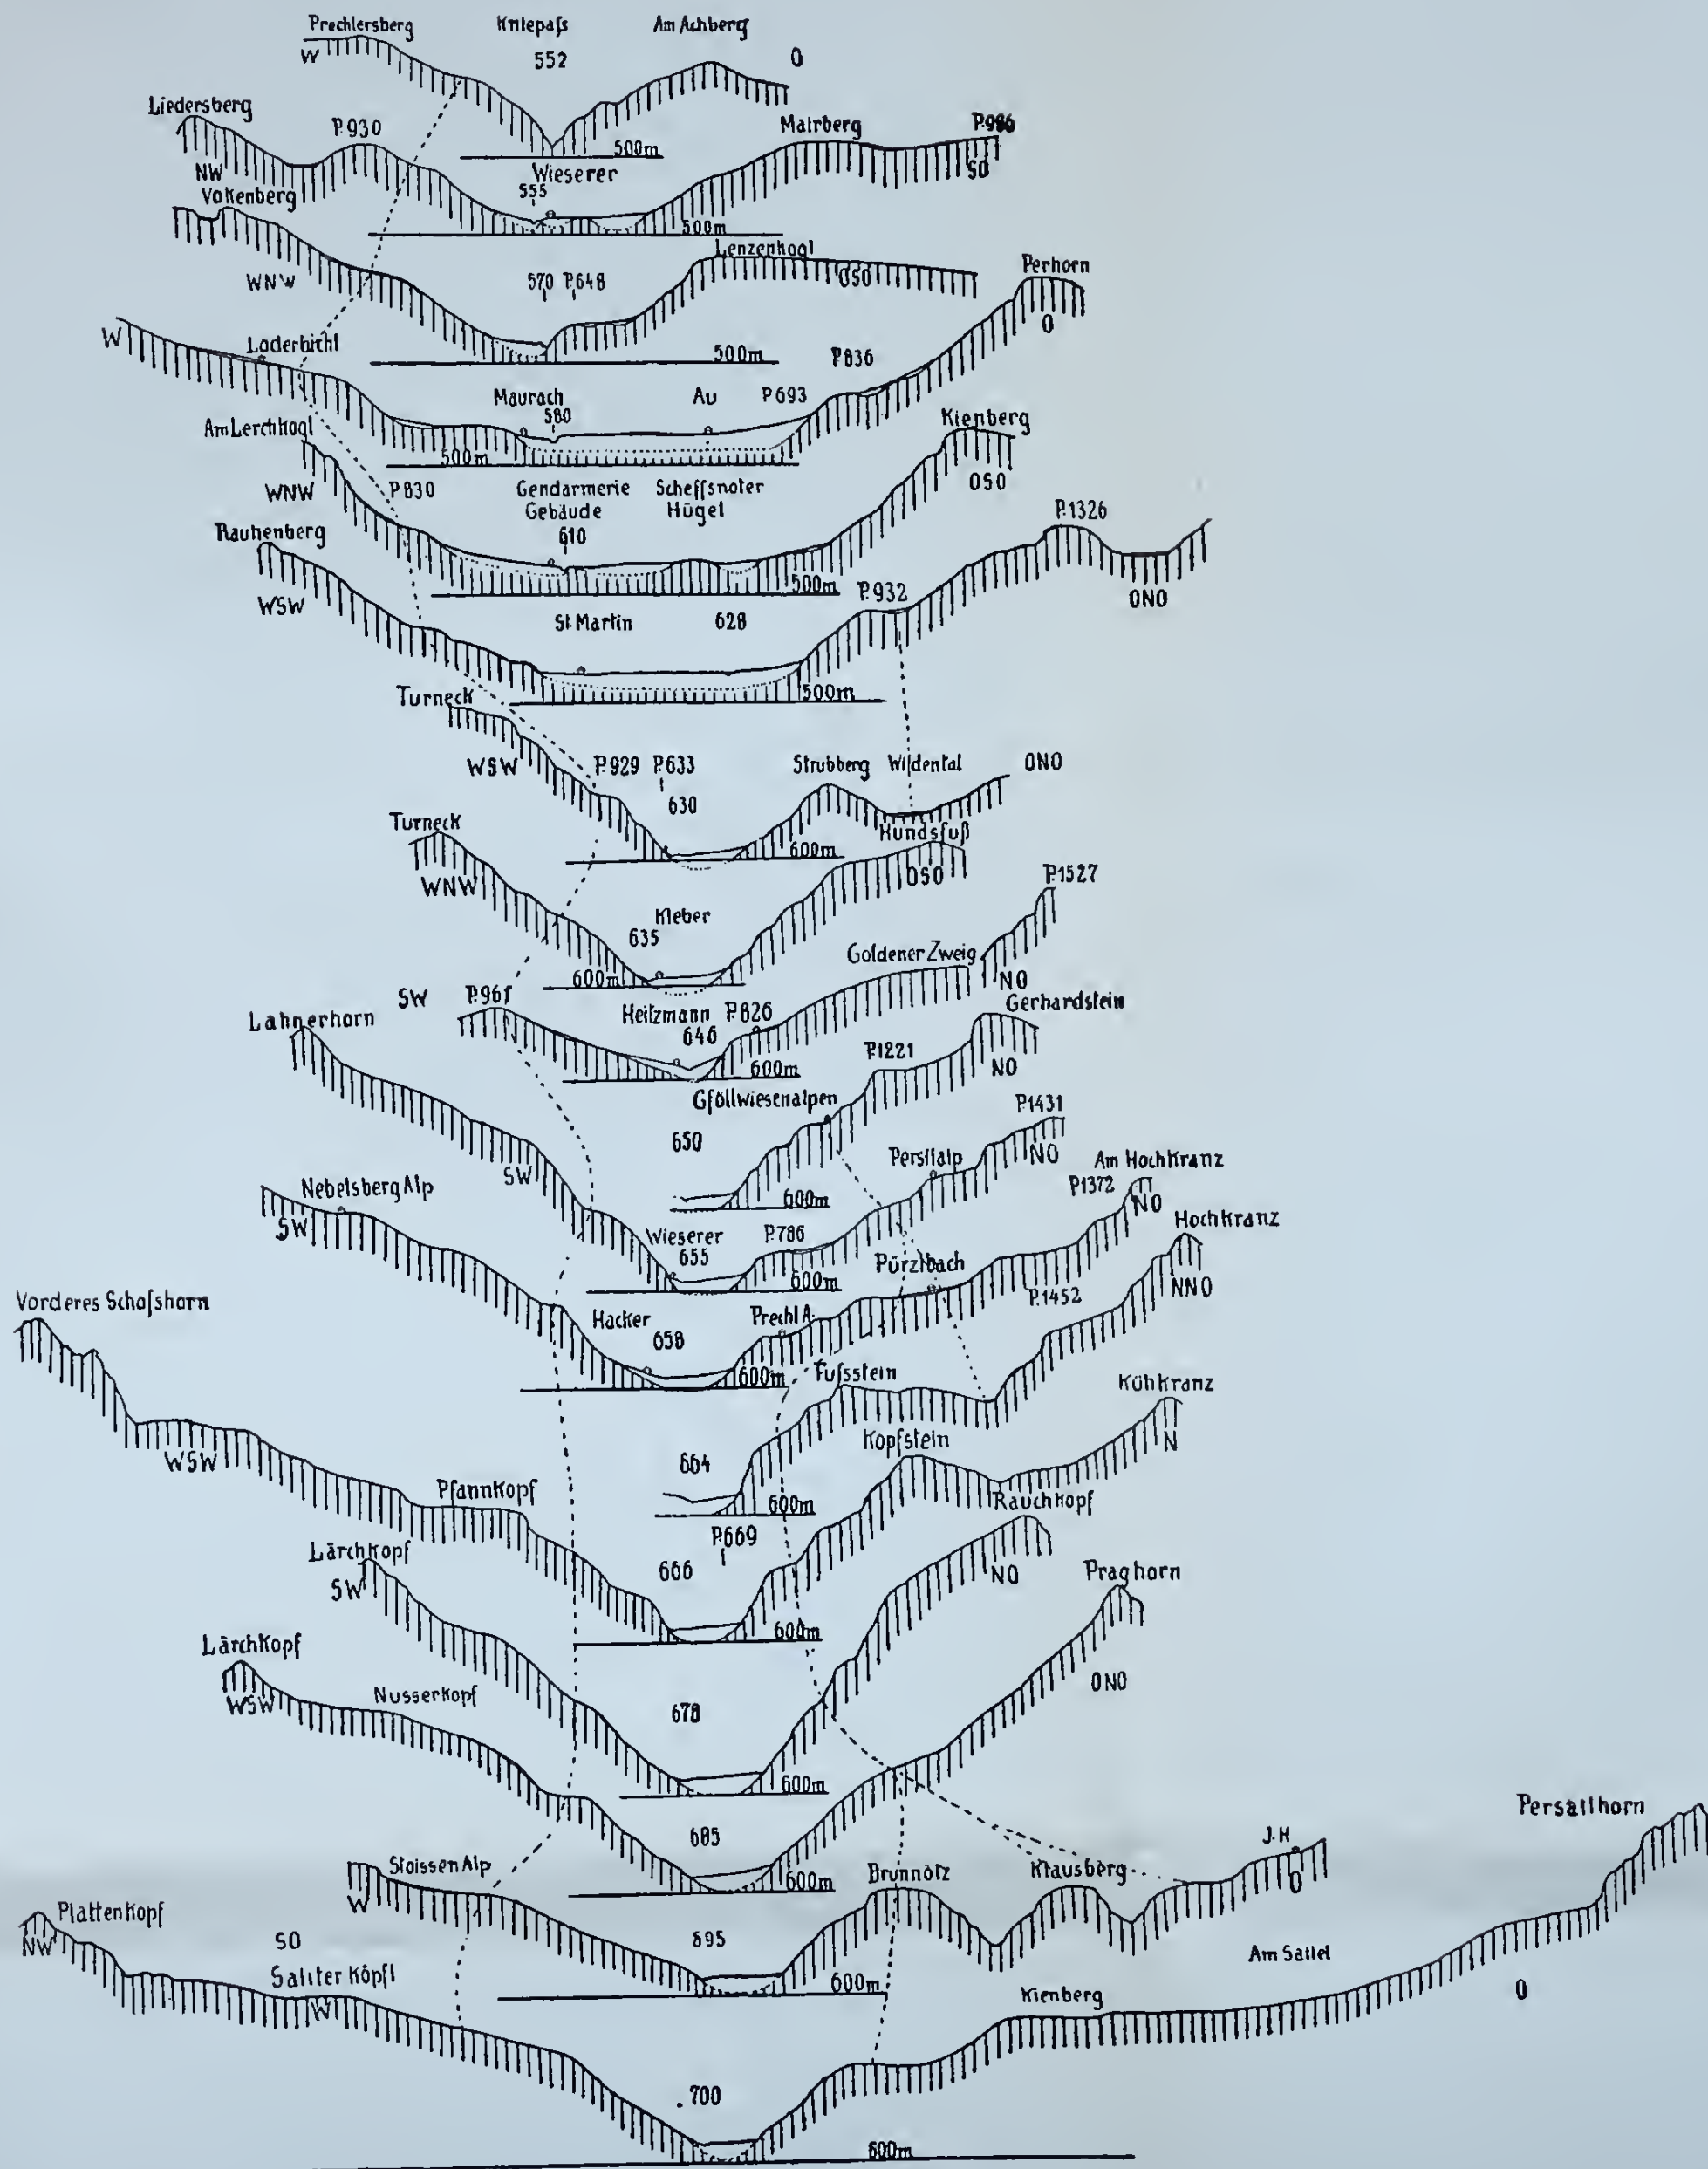 Prechlersberg
Kniepaß
Am Achberg
W
552
O
500m
Liedersberg
P.930
Mairberg
P.986
NW
SO
Wieserer
555
500m
Vokenberg
Lenzenkogl
WNW
570 P.648
OSO
500m
Perhorn
W
Loderbichl
O
P.836
Maurach
580
Au
P.693
500m
Am Lerchkogl
Kienberg
WNW
P.830
Gendarmerie
Gebäude
610
Scheffsnoter
Hügel
OSO
500m
Rauhenberg
P.1326
WSW
P.932
ONO
St. Martin
628
500m
Turneck
WSW
P.929
P.633
630
Strubberg
Wildental
ONO
600m
Turneck
Hundsfuß
WNW
OSO
Kleber
635
600m
P.1527
SW
P.961
Goldener Zweig
NO
Heitzmann
646
P.826
600m
Lahnerhorn
Gerhardstein
P.1221
NO
Gföllwiesenalpen
650
600m
SW
P.1431
Perslfalp
NO
Wieserer
655
P.786
600m
Nebelsberg Alp
SW
Am Hochkranz
P.1372
NO
Pürzlbach
Hacker
658
Prechl A.
600m
Hochkranz
NNO
P.1452
Fußstein
664
600m
Vorderes Schafshorn
WSW
Pfannkopf
Kühkranz
N
Kopfstein
666
P.669
600m
Lärchkopf
SW
Rauchkopf
NO
678
600m
Lärchkopf
WSW
Nusserkopf
Praghorn
ONO
685
600m
Stoissen Alp
W
695
Brunnötz
Klausberg
J.H.
O
600m
Plattenkopf
NW
SO
Saliter Köpfl
W
Persailhorn
Am Sattel
O
Kienberg
700
600m